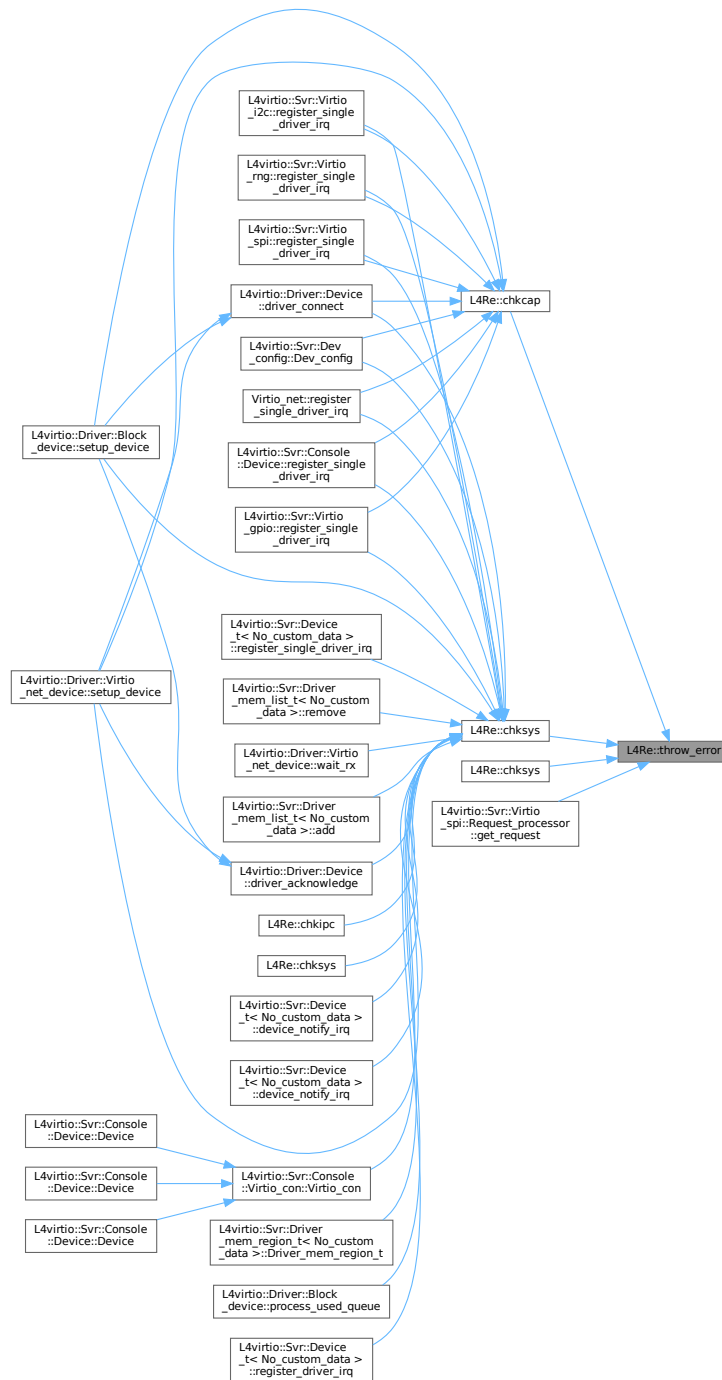 L4virtio::Svr::Virtio
_i2c::register_single
_driver_irq
L4virtio::Svr::Virtio
_rng::register_single
_driver_irq
L4virtio::Svr::Virtio
_spi::register_single
_driver_irq
L4Re::chkcap
L4virtio::Driver::Device
::driver_connect
L4virtio::Svr::Dev
_config::Dev_config
Virtio_net::register
_single_driver_irq
L4virtio::Driver::Block
_device::setup_device
L4virtio::Svr::Console
::Device::register_single
_driver_irq
L4virtio::Svr::Virtio
_gpio::register_single
_driver_irq
L4virtio::Svr::Device
_t< No_custom_data >
::register_single_driver_irq
L4virtio::Driver::Virtio
_net_device::setup_device
L4virtio::Svr::Driver
_mem_list_t< No_custom
_data >::remove
L4Re::chksys
L4Re::throw_error
L4virtio::Driver::Virtio
_net_device::wait_rx
L4Re::chksys
L4virtio::Svr::Driver
_mem_list_t< No_custom
_data >::add
L4virtio::Svr::Virtio
_spi::Request_processor
::get_request
L4virtio::Driver::Device
::driver_acknowledge
L4Re::chkipc
L4Re::chksys
L4virtio::Svr::Device
_t< No_custom_data >
::device_notify_irq
L4virtio::Svr::Device
_t< No_custom_data >
::device_notify_irq
L4virtio::Svr::Console
::Device::Device
L4virtio::Svr::Console
::Device::Device
L4virtio::Svr::Console
::Virtio_con::Virtio_con
L4virtio::Svr::Console
::Device::Device
L4virtio::Svr::Driver
_mem_region_t< No_custom
_data >::Driver_mem_region_t
L4virtio::Driver::Block
_device::process_used_queue
L4virtio::Svr::Device
_t< No_custom_data >
::register_driver_irq